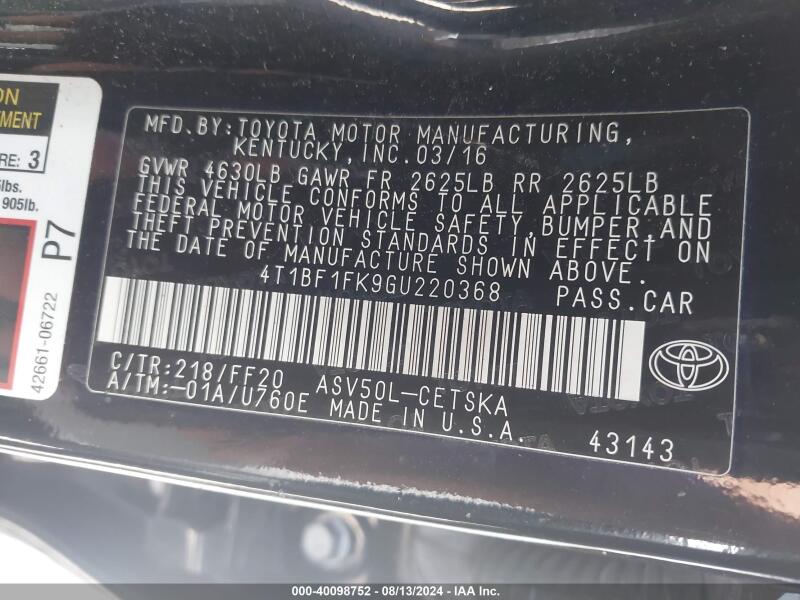 ON
TMENT
RE: 3
lbs.
905lb.
P7
42661-06722
MFD.BY:TOYOTA MOTOR MANUFACTURING,
KENTUCKY,INC.03/16
GVWR 4630LB GAWR FR 2625LB RR 2625LB
THIS VEHICLE CONFORMS TO ALL APPLICABLE
FEDERAL MOTOR VEHICLE SAFETY,BUMPER,AND
THEFT PREVENTION STANDARDS IN EFFECT ON
THE DATE OF MANUFACTURE SHOWN ABOVE.
4T1BF1FK9GU220368 PASS.CAR
C/TR:218/FF20 ASV50L-CETSKA
A/TM:-01A/U760E MADE IN U.S.A.
43143
000-40098752 / 08/13/2024 / IAA Inc.